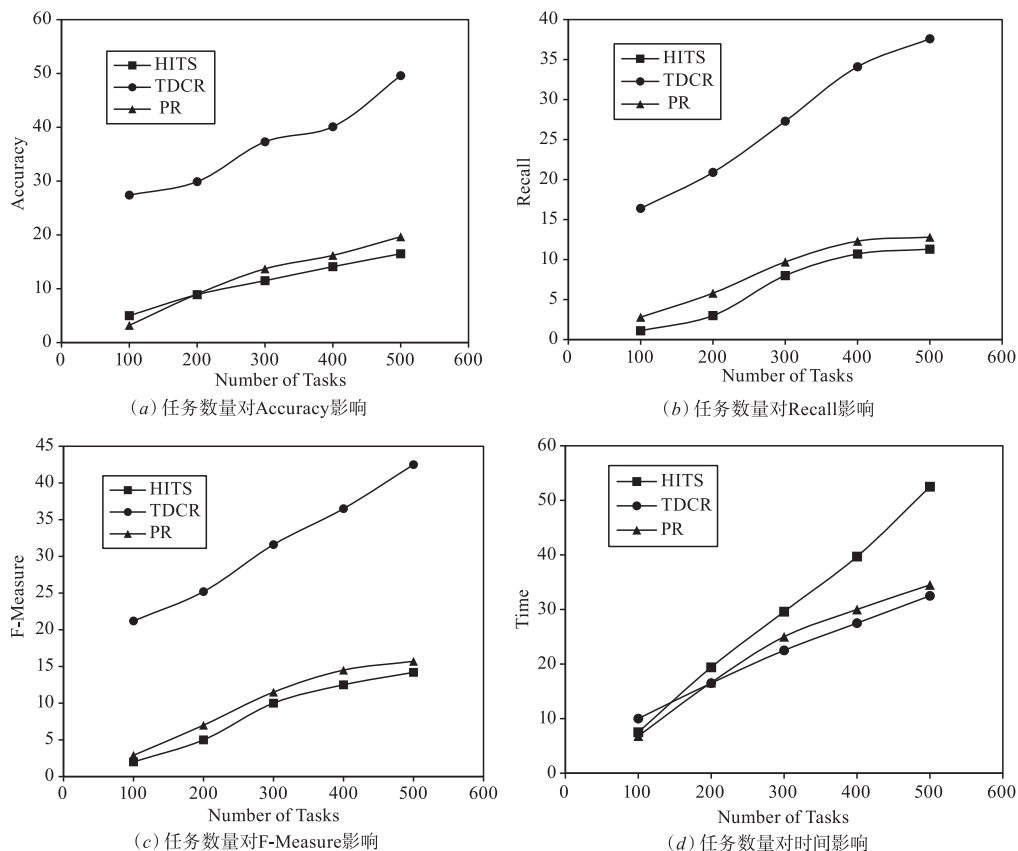 60
50
40
30
20
10
0
Accuracy
HITS
TDCR
PR
0 100 200 300 400 500 600
Number of Tasks
(a) 任务数量对Accuracy影响
40
35
30
25
20
15
10
5
0
Recall
HITS
TDCR
PR
0 100 200 300 400 500 600
Number of Tasks
(b) 任务数量对Recall影响
45
40
35
30
25
20
15
10
5
0
F-Measure
HITS
TDCR
PR
0 100 200 300 400 500 600
Number of Tasks
(c) 任务数量对F-Measure影响
60
50
40
30
20
10
0
Time
HITS
TDCR
PR
0 100 200 300 400 500 600
Number of Tasks
(d) 任务数量对时间影响